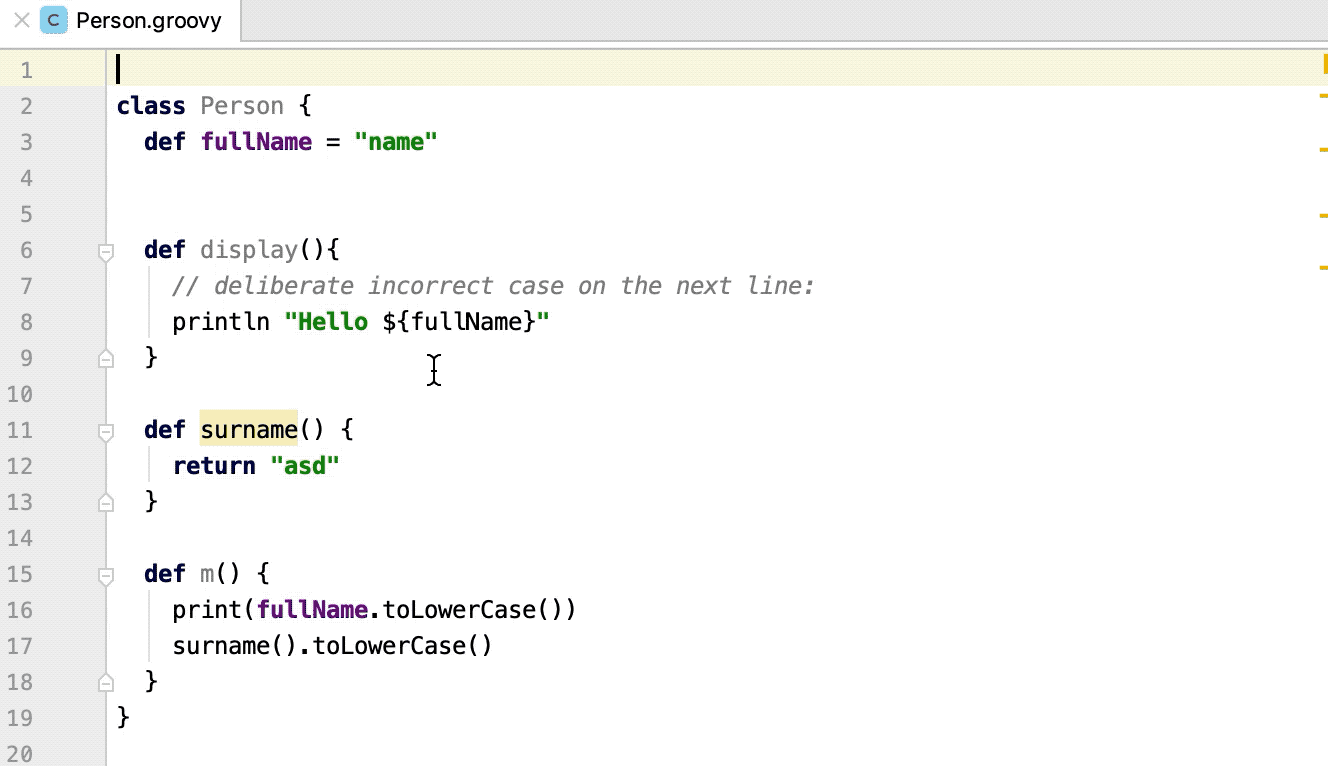 C Person.groovy
1
2 class Person {
3 def fullName = "name"
4
5
6 def display(){
7 // deliberate incorrect case on the next line:
8 println "Hello ${fullName}"
9 }
10
11 def surname() {
12 return "asd"
13 }
14
15 def m() {
16 print(fullName.toLowerCase())
17 surname().toLowerCase()
18 }
19 }
20